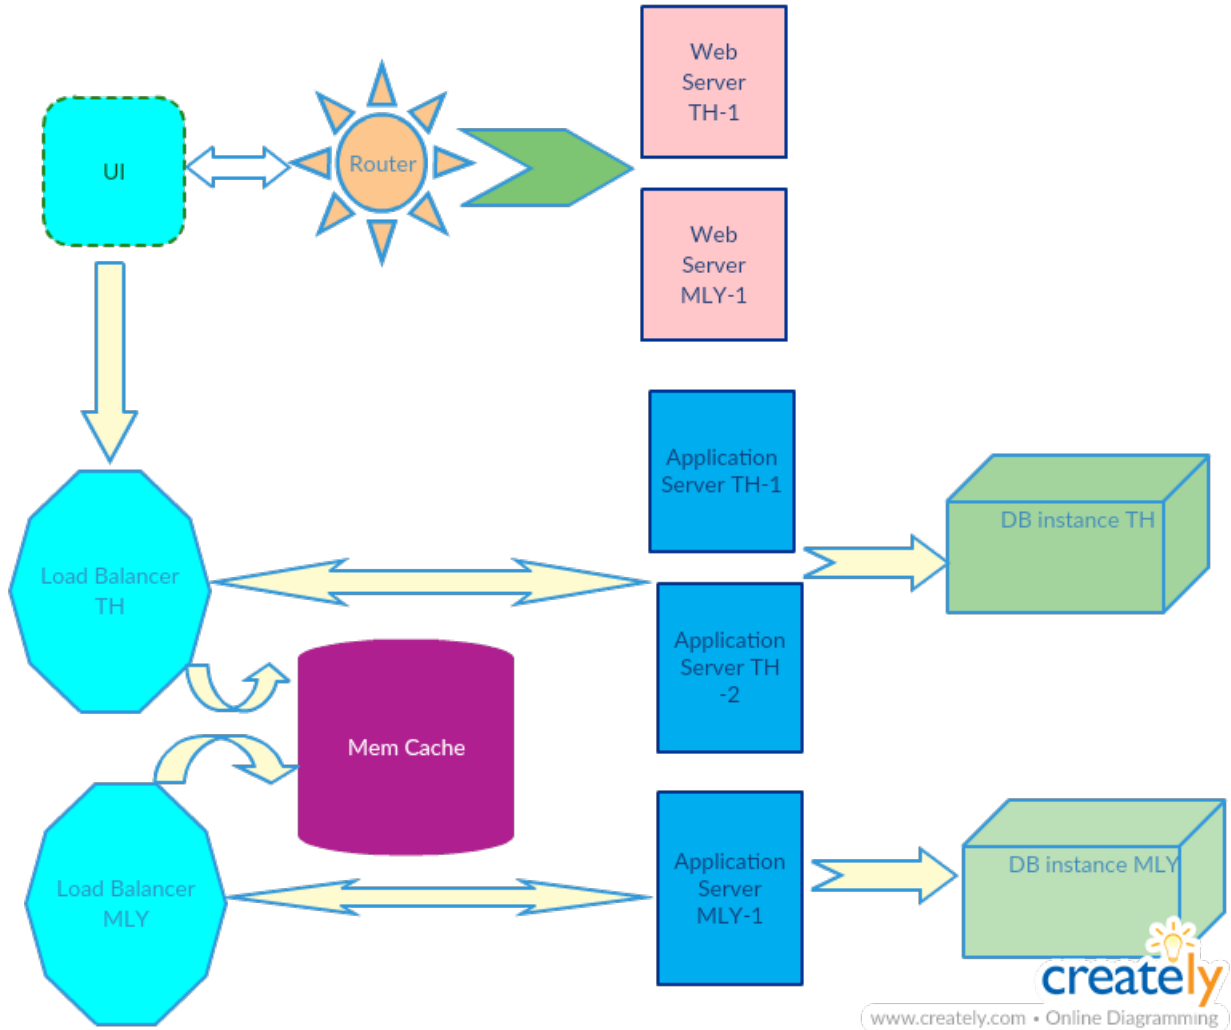 Web
Server
TH-1
UI
Router
Web
Server
MLY-1
Application
Server TH-1
DB instance TH
Load Balancer
TH
Application
Server TH
-2
Mem Cache
Application
Server
MLY-1
DB instance MLY
Load Balancer
MLY
creately
www.creately.com • Online Diagramming